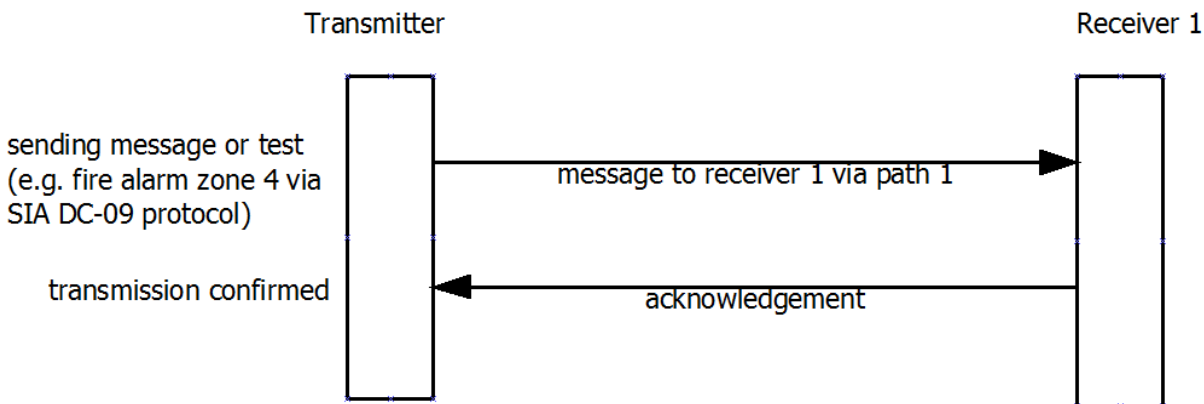 Transmitter
Receiver 1
sending message or test
(e.g. fire alarm zone 4 via
SIA DC-09 protocol)
message to receiver 1 via path 1
transmission confirmed
acknowledgement